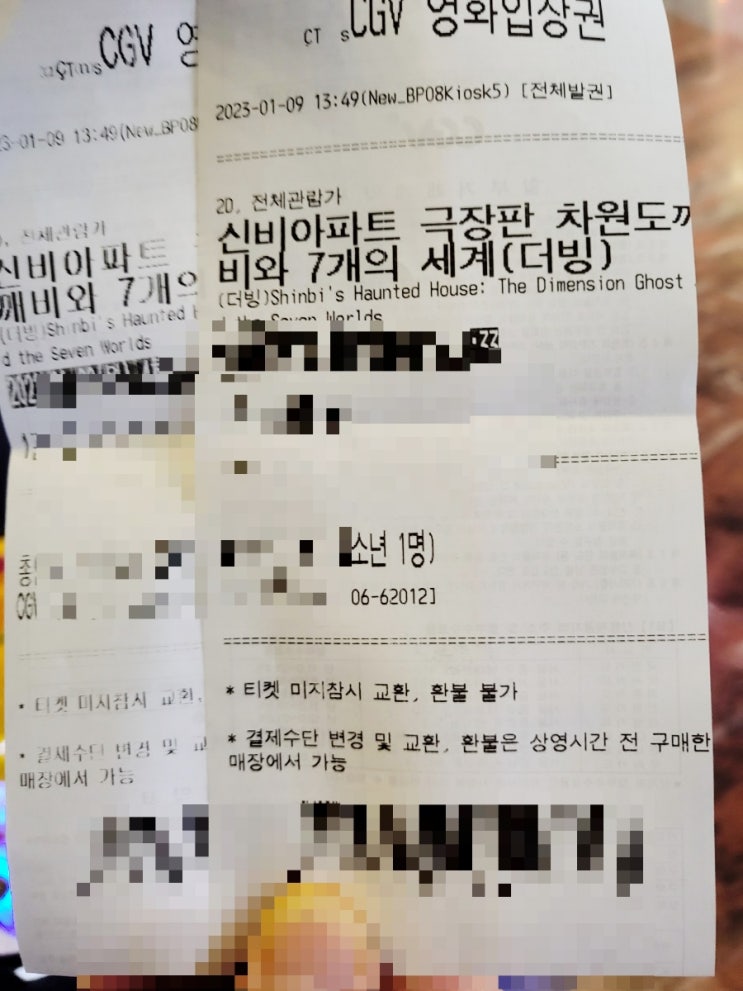 CGV 영
CT sCGV 영화입장권
3-01-09 13:49(New_BP08
2023-01-09 13:49(New_BP08Kiosk5) [전체발권]
, 전체관람가
2D, 전체관람가
신비아파트
신비아파트 극장판 차원도깨
깨비와 7개의
비와 7개의 세계(더빙)
(더빙)Shinbi's Haunted H
(더빙)Shinbi's Haunted House: The Dimension Ghost
d the Seven Worlds
d the Seven Worlds
총
소년 1명)
CGV
06-62012]
* 티켓 미지참시 교환,
* 티켓 미지참시 교환, 환불 불가
* 결제수단 변경 및 교
매장에서 가능
* 결제수단 변경 및 교환, 환불은 상영시간 전 구매한
매장에서 가능